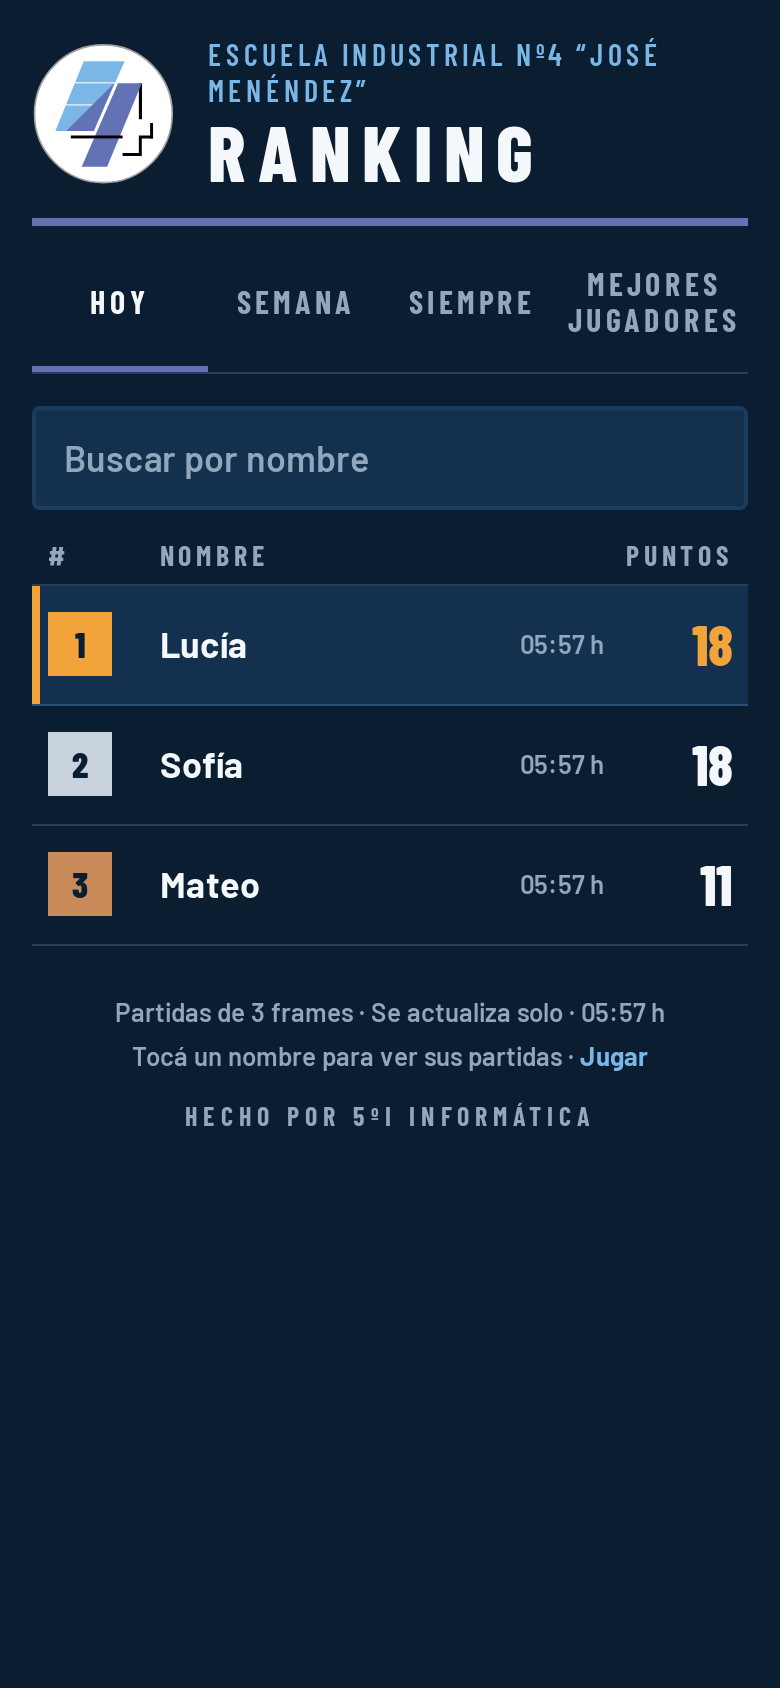 ESCUELA INDUSTRIAL Nº4 “JOSÉ
MENÉNDEZ”
RANKING
HOY SEMANA SIEMPRE MEJORES JUGADORES
Buscar por nombre
# NOMBRE PUNTOS
1 Lucía 05:57 h 18
2 Sofía 05:57 h 18
3 Mateo 05:57 h 11
Partidas de 3 frames · Se actualiza solo · 05:57 h
Tocá un nombre para ver sus partidas · Jugar
HECHO POR 5ºI INFORMÁTICA